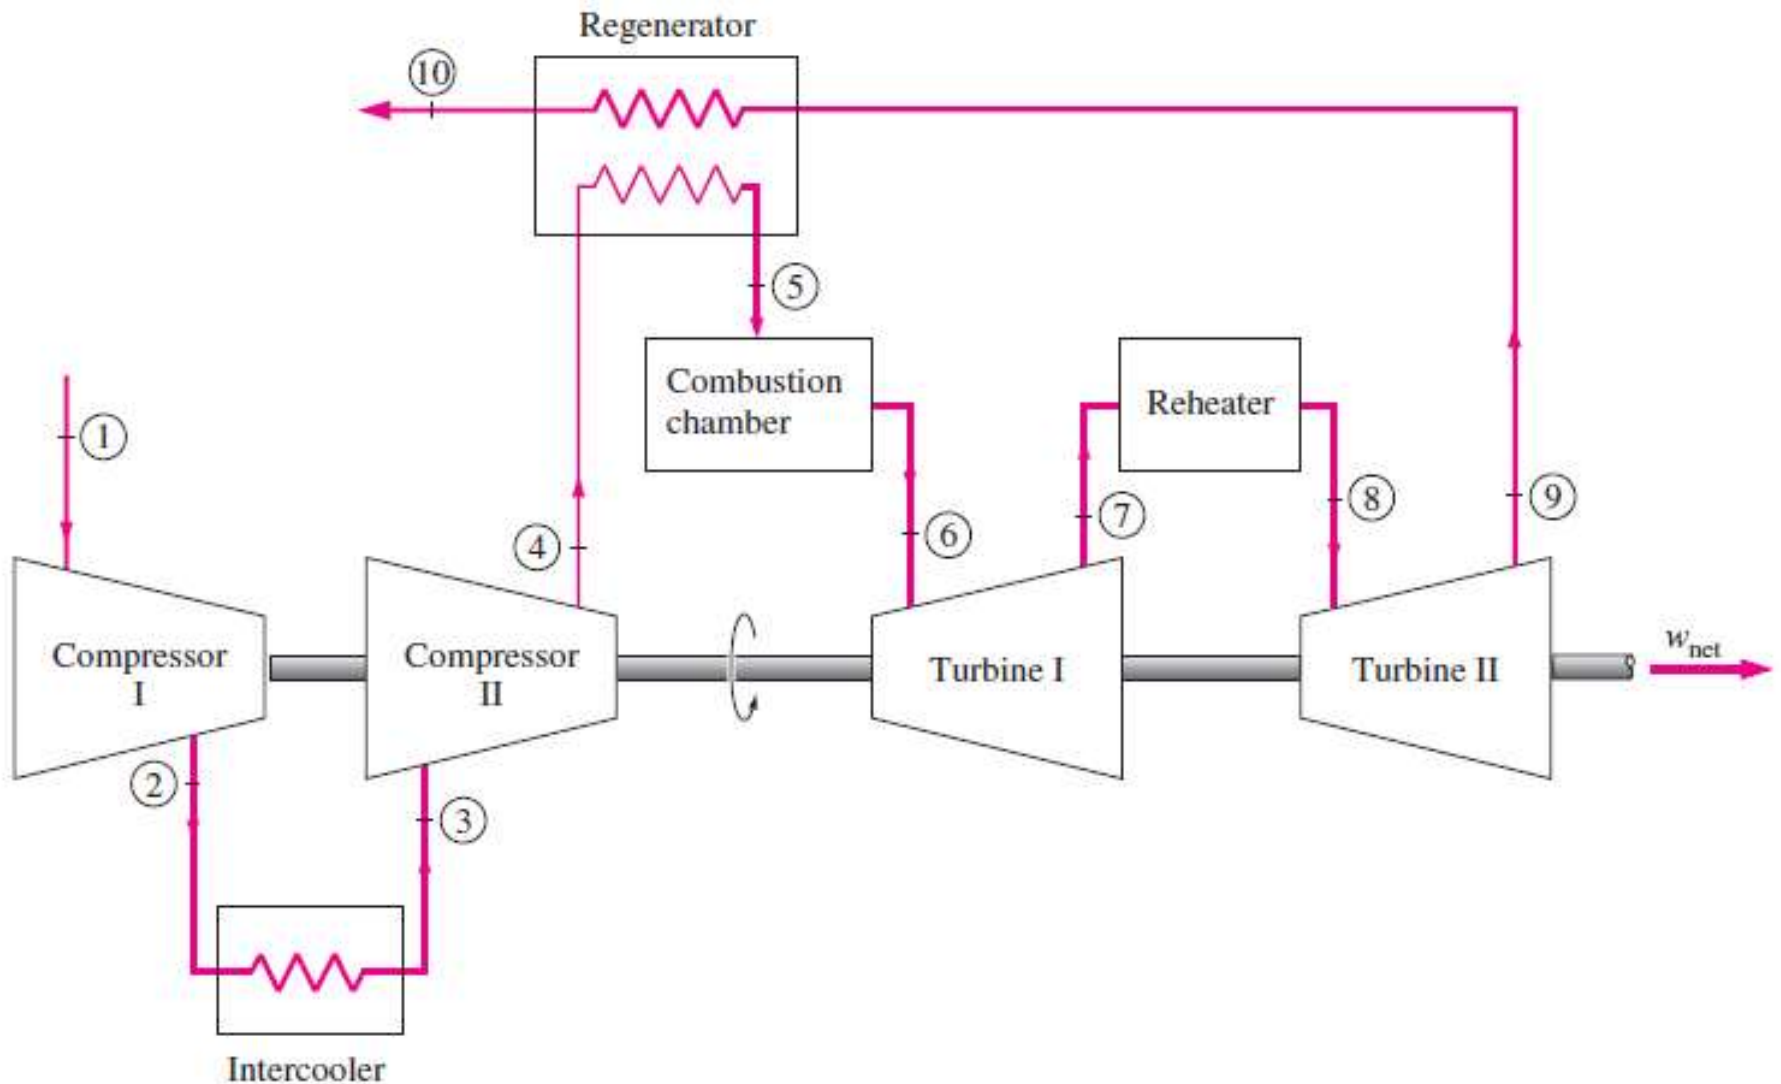 Regenerator
10
5
Combustion
chamber
Reheater
1
4
6
7
8
9
Compressor
I
Compressor
II
Turbine I
Turbine II
wnet
2
3
Intercooler